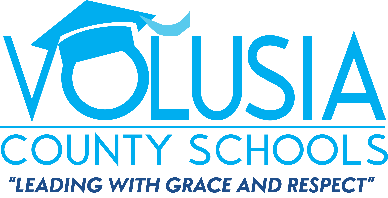 VOLUSIA
COUNTY SCHOOLS
"LEADING WITH GRACE AND RESPECT"